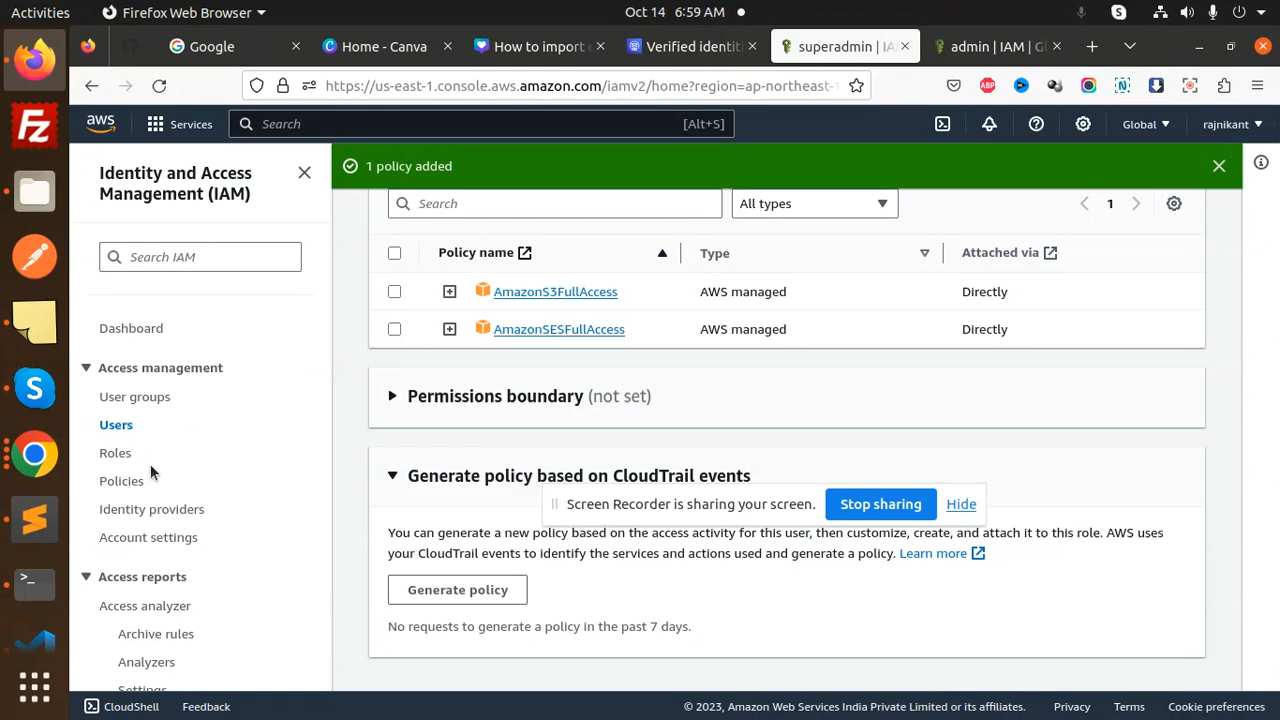 Activities
Firefox Web Browser
Oct 14 6:59 AM
Google
Home - Canva
How to import
Verified identi
superadmin | IA
admin | IAM | Gl
https://us-east-1.console.aws.amazon.com/iamv2/home?region=ap-northeast-1
aws
Services
Search
[Alt+S]
Global
rajnikant
Identity and Access
Management (IAM)
Search IAM
Dashboard
Access management
User groups
Users
Roles
Policies
Identity providers
Account settings
Access reports
Access analyzer
Archive rules
Analyzers
Settings
1 policy added
Search
All types
1
Policy name
Type
Attached via
AmazonS3FullAccess
AWS managed
Directly
AmazonSESFullAccess
AWS managed
Directly
Permissions boundary (not set)
Generate policy based on CloudTrail events
Screen Recorder is sharing your screen.
Stop sharing
Hide
You can generate a new policy based on the access activity for this user, then customize, create, and attach it to this role. AWS uses
your CloudTrail events to identify the services and actions used and generate a policy. Learn more
Generate policy
No requests to generate a policy in the past 7 days.
CloudShell
Feedback
© 2023, Amazon Web Services India Private Limited or its affiliates.
Privacy
Terms
Cookie preferences